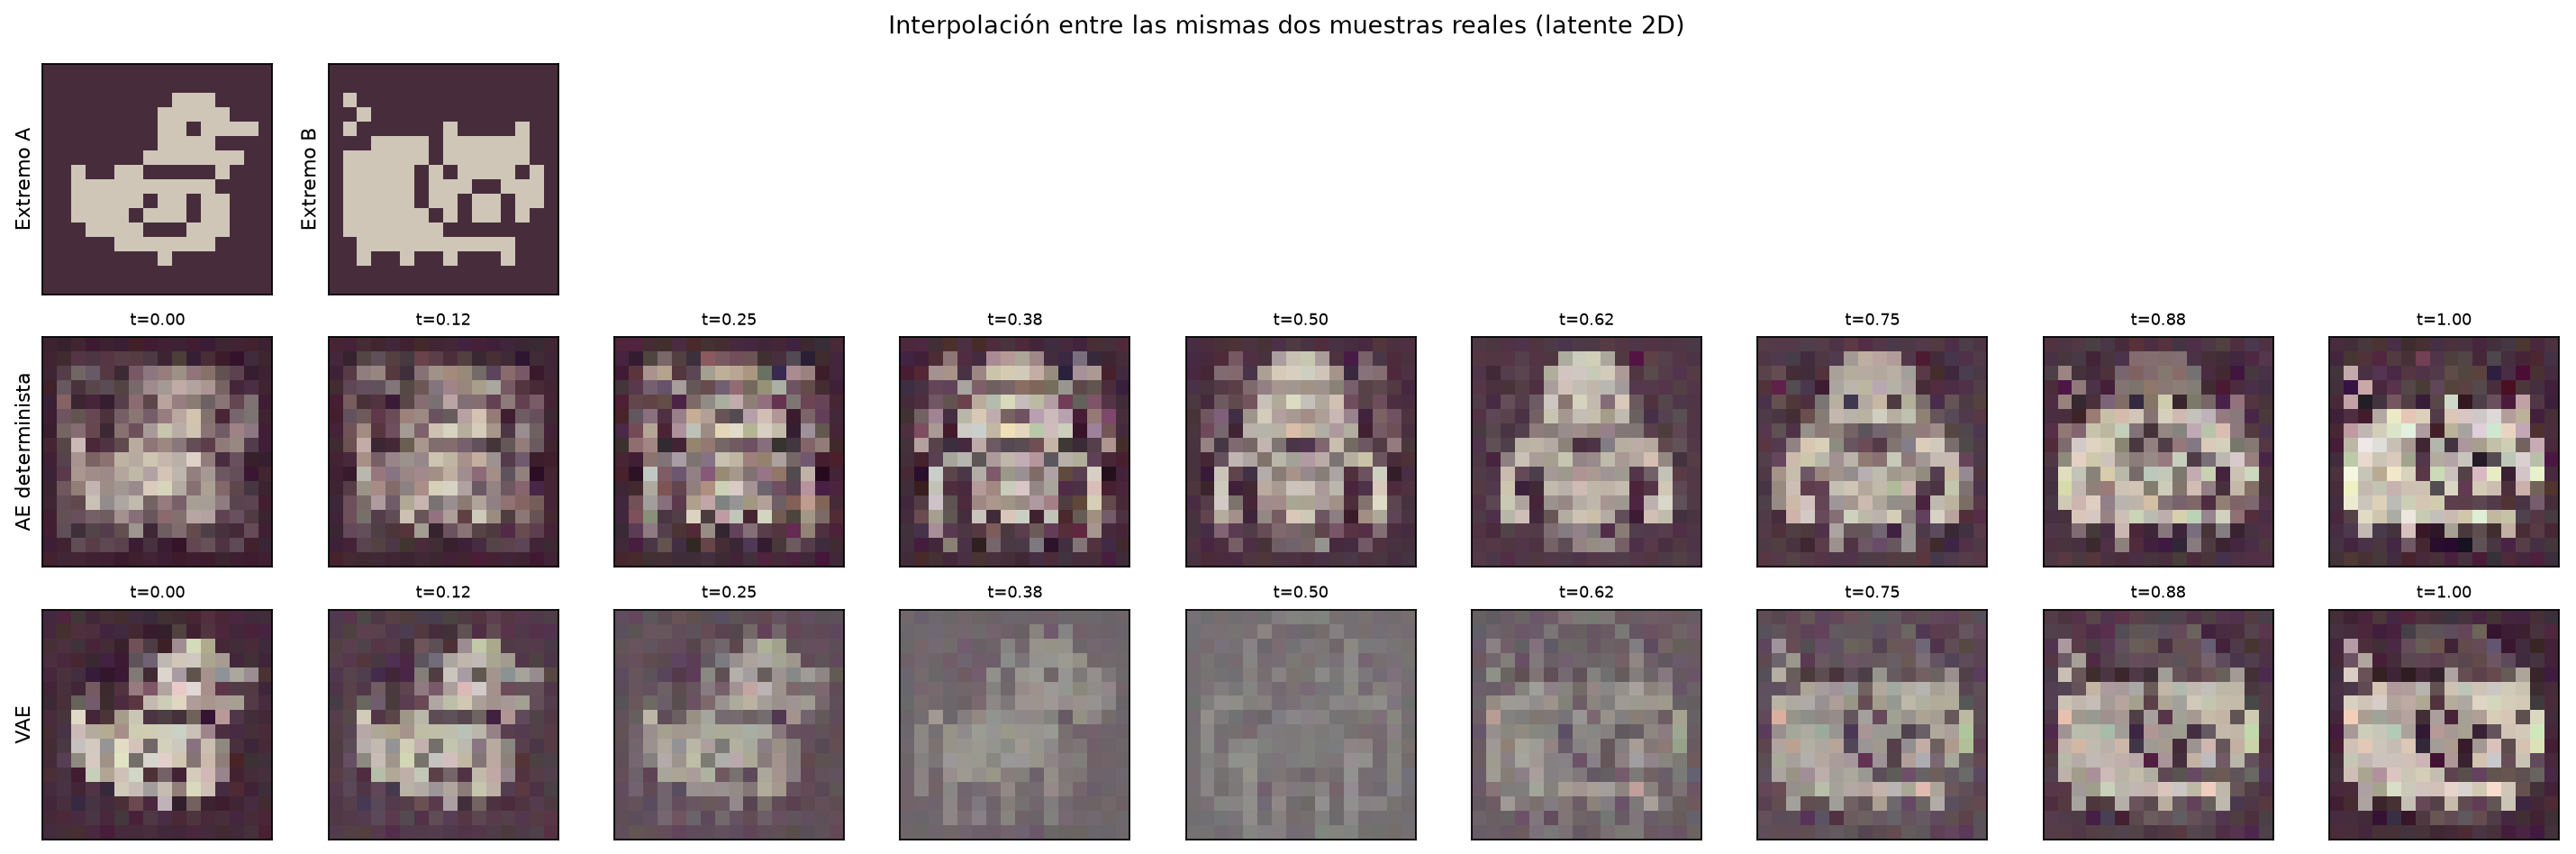 Interpolación entre las mismas dos muestras reales (latente 2D)
Extremo A
Extremo B
t=0.00 t=0.12 t=0.25 t=0.38 t=0.50 t=0.62 t=0.75 t=0.88 t=1.00
AE determinista
t=0.00 t=0.12 t=0.25 t=0.38 t=0.50 t=0.62 t=0.75 t=0.88 t=1.00
VAE